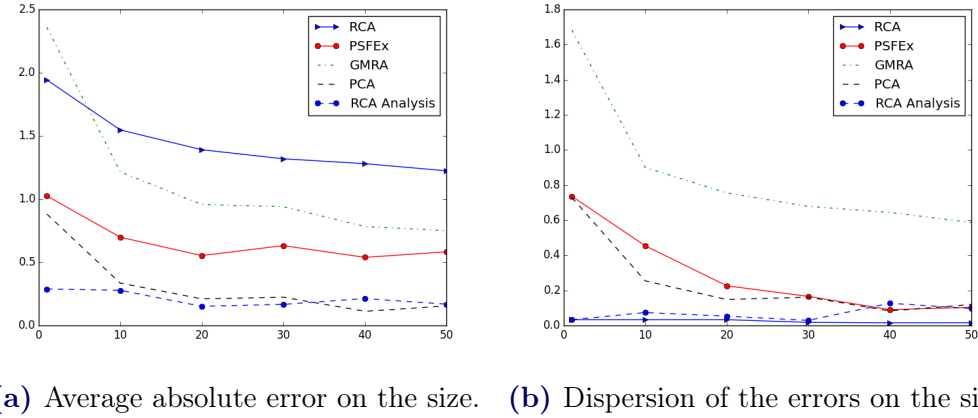 2.5
2.0
1.5
1.0
0.5
0.0
0 10 20 30 40 50
RCA
PSFEx
GMRA
PCA
RCA Analysis
1.8
1.6
1.4
1.2
1.0
0.8
0.6
0.4
0.2
0.0
0 10 20 30 40 50
RCA
PSFEx
GMRA
PCA
RCA Analysis
a) Average absolute error on the size.
(b) Dispersion of the errors on the